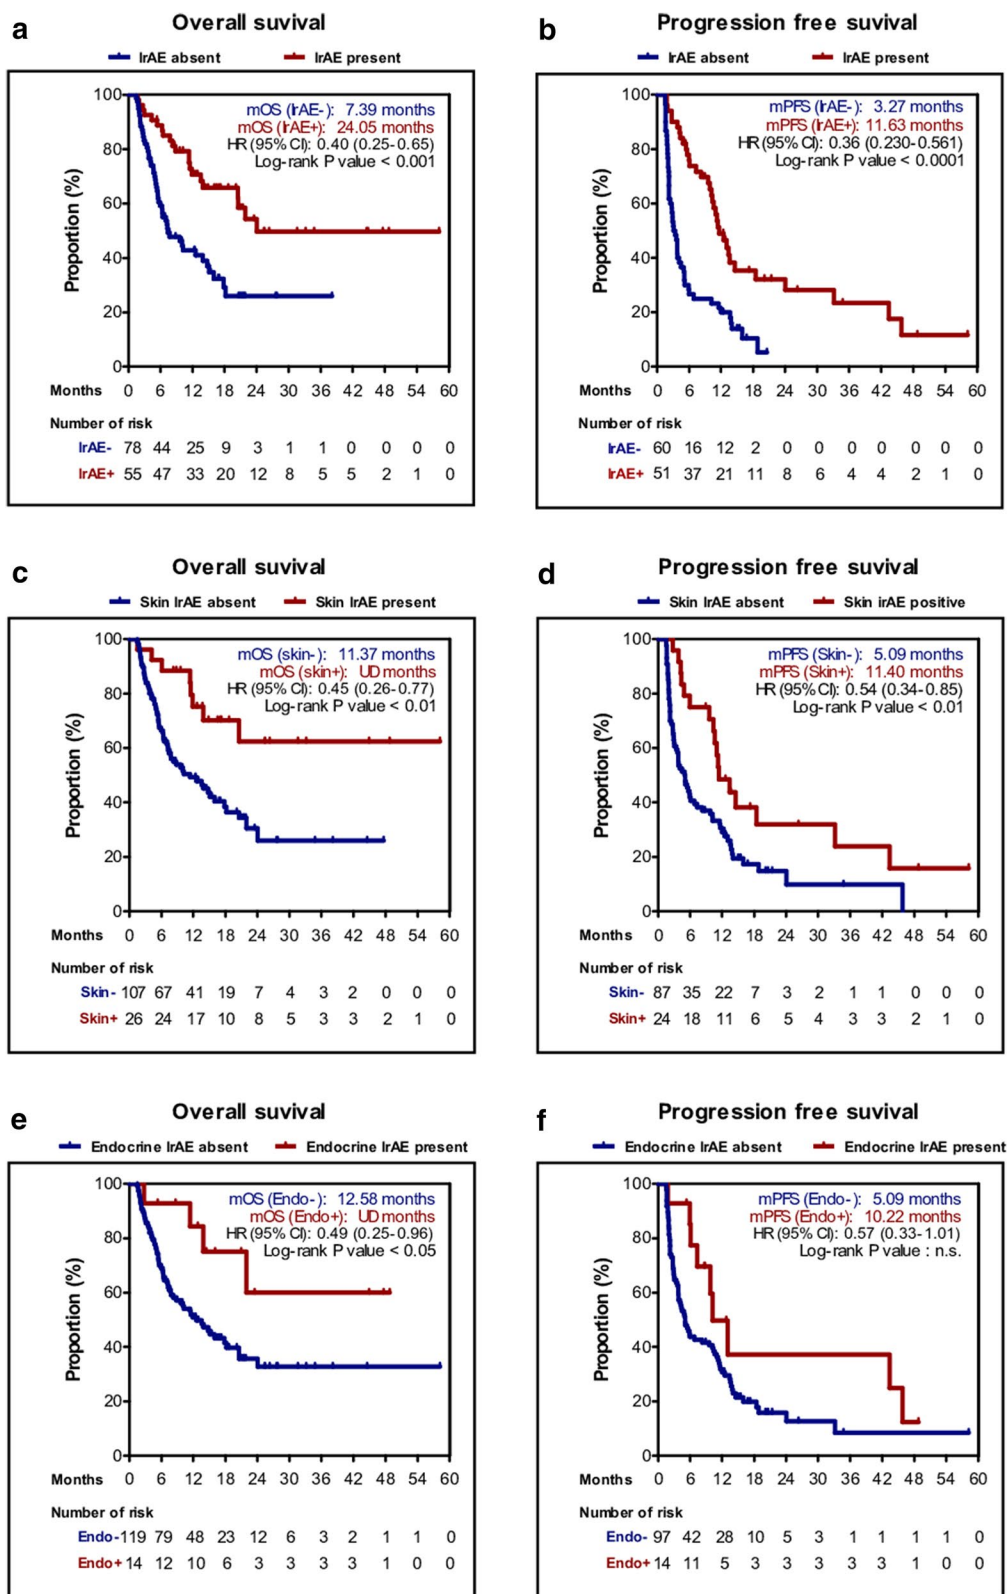 a
Overall suvival
IrAE absent IrAE present
mOS (IrAE-): 7.39 months
mOS (IrAE+): 24.05 months
HR (95% CI): 0.40 (0.25-0.65)
Log-rank P value < 0.001
Proportion (%)
100
80
60
40
20
0
Months 0 6 12 18 24 30 36 42 48 54 60
Number of risk
IrAE- 78 44 25 9 3 1 1 0 0 0 0
IrAE+ 55 47 33 20 12 8 5 5 2 1 0
b
Progression free suvival
IrAE absent IrAE present
mPFS (IrAE-): 3.27 months
mPFS (IrAE+): 11.63 months
HR (95% CI): 0.36 (0.230-0.561)
Log-rank P value < 0.0001
Proportion (%)
100
80
60
40
20
0
Months 0 6 12 18 24 30 36 42 48 54 60
Number of risk
IrAE- 60 16 12 2 0 0 0 0 0 0 0
IrAE+ 51 37 21 11 8 6 4 4 2 1 0
c
Overall suvival
Skin IrAE absent Skin IrAE present
mOS (skin-): 11.37 months
mOS (skin+): UD months
HR (95% CI): 0.45 (0.26-0.77)
Log-rank P value < 0.01
Proportion (%)
100
80
60
40
20
0
Months 0 6 12 18 24 30 36 42 48 54 60
Number of risk
Skin- 107 67 41 19 7 4 3 2 0 0 0
Skin+ 26 24 17 10 8 5 3 3 2 1 0
d
Progression free suvival
Skin IrAE absent Skin irAE positive
mPFS (Skin-): 5.09 months
mPFS (Skin+): 11.40 months
HR (95% CI): 0.54 (0.34-0.85)
Log-rank P value < 0.01
Proportion (%)
100
80
60
40
20
0
Months 0 6 12 18 24 30 36 42 48 54 60
Number of risk
Skin- 87 35 22 7 3 2 1 1 0 0 0
Skin+ 24 18 11 6 5 4 3 3 2 1 0
e
Overall suvival
Endocrine IrAE absent Endocrine IrAE present
mOS (Endo-): 12.58 months
mOS (Endo+): UD months
HR (95% CI): 0.49 (0.25-0.96)
Log-rank P value < 0.05
Proportion (%)
100
80
60
40
20
0
Months 0 6 12 18 24 30 36 42 48 54 60
Number of risk
Endo- 119 79 48 23 12 6 3 2 1 1 0
Endo+ 14 12 10 6 3 3 3 3 1 0 0
f
Progression free suvival
Endocrine IrAE absent Endocrine IrAE present
mPFS (Endo-): 5.09 months
mPFS (Endo+): 10.22 months
HR (95% CI): 0.57 (0.33-1.01)
Log-rank P value : n.s.
Proportion (%)
100
80
60
40
20
0
Months 0 6 12 18 24 30 36 42 48 54 60
Number of risk
Endo- 97 42 28 10 5 3 1 1 1 1 0
Endo+ 14 11 5 3 3 3 3 3 1 0 0